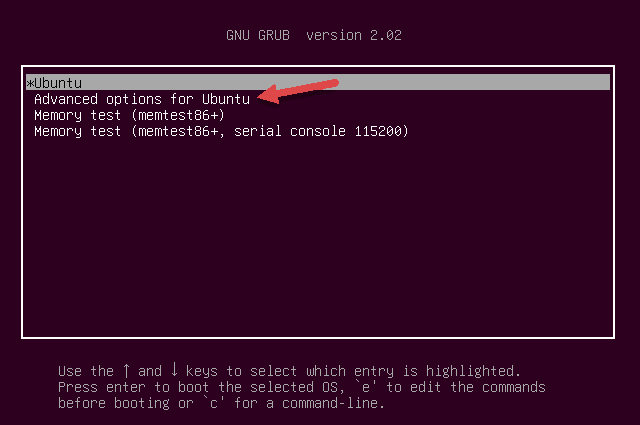 GNU GRUB  version 2.02
*Ubuntu
Advanced options for Ubuntu
Memory test (memtest86+)
Memory test (memtest86+, serial console 115200)
Use the ↑ and ↓ keys to select which entry is highlighted.
Press enter to boot the selected OS, `e' to edit the commands
before booting or `c' for a command-line.